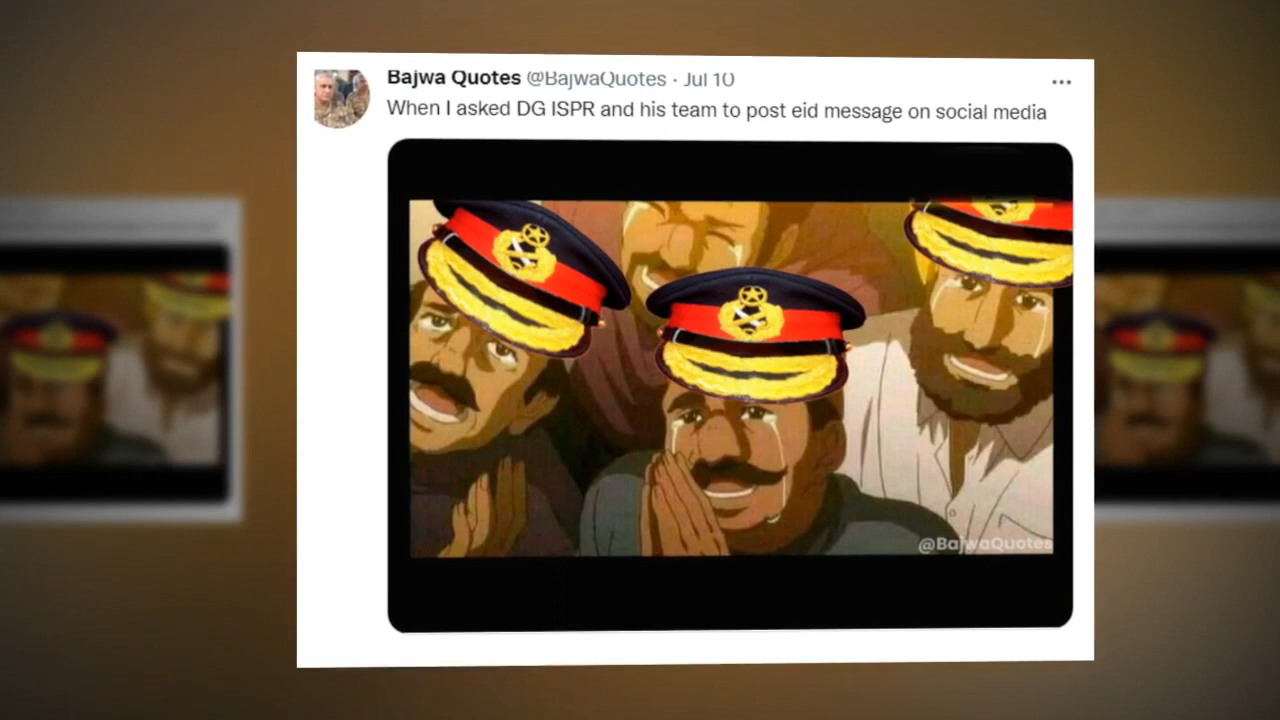 Bajwa Quotes @BajwaQuotes · Jul 10
When I asked DG ISPR and his team to post eid message on social media
@BajwaQuotes